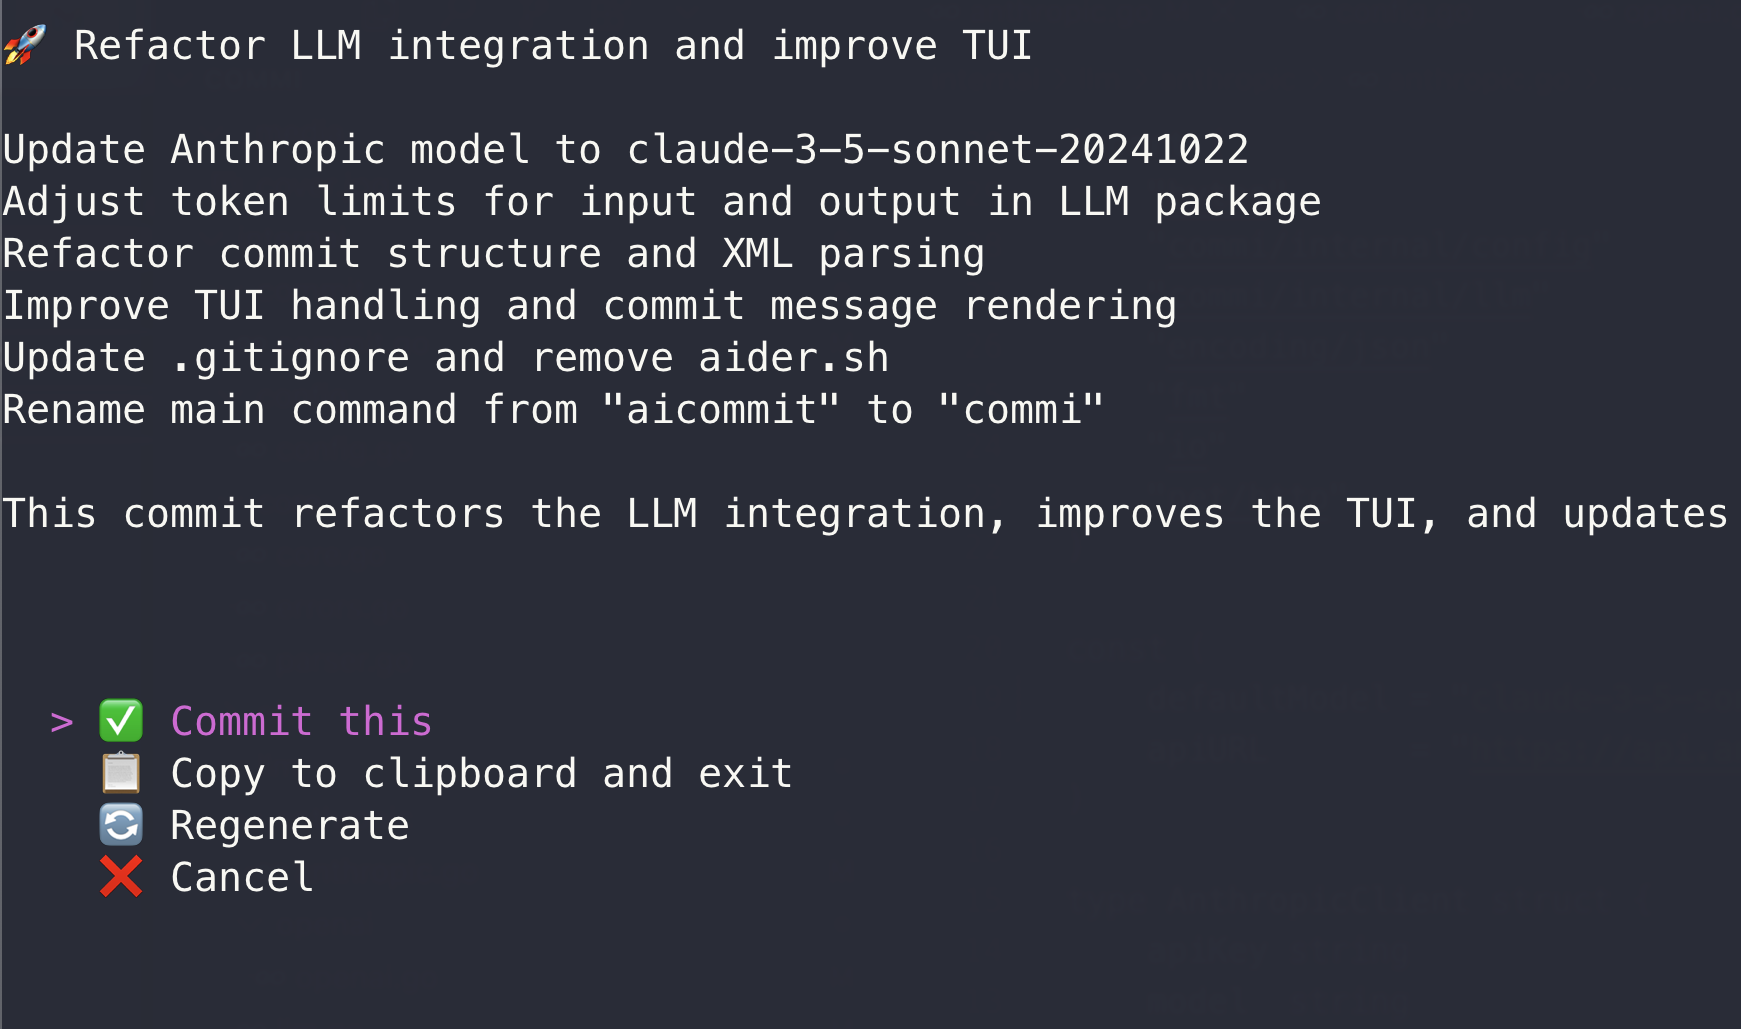 🚀 Refactor LLM integration and improve TUI
Update Anthropic model to claude-3-5-sonnet-20241022
Adjust token limits for input and output in LLM package
Refactor commit structure and XML parsing
Improve TUI handling and commit message rendering
Update .gitignore and remove aider.sh
Rename main command from "aicommit" to "commi"
This commit refactors the LLM integration, improves the TUI, and updates
> ✅ Commit this
📋 Copy to clipboard and exit
🔄 Regenerate
❌ Cancel